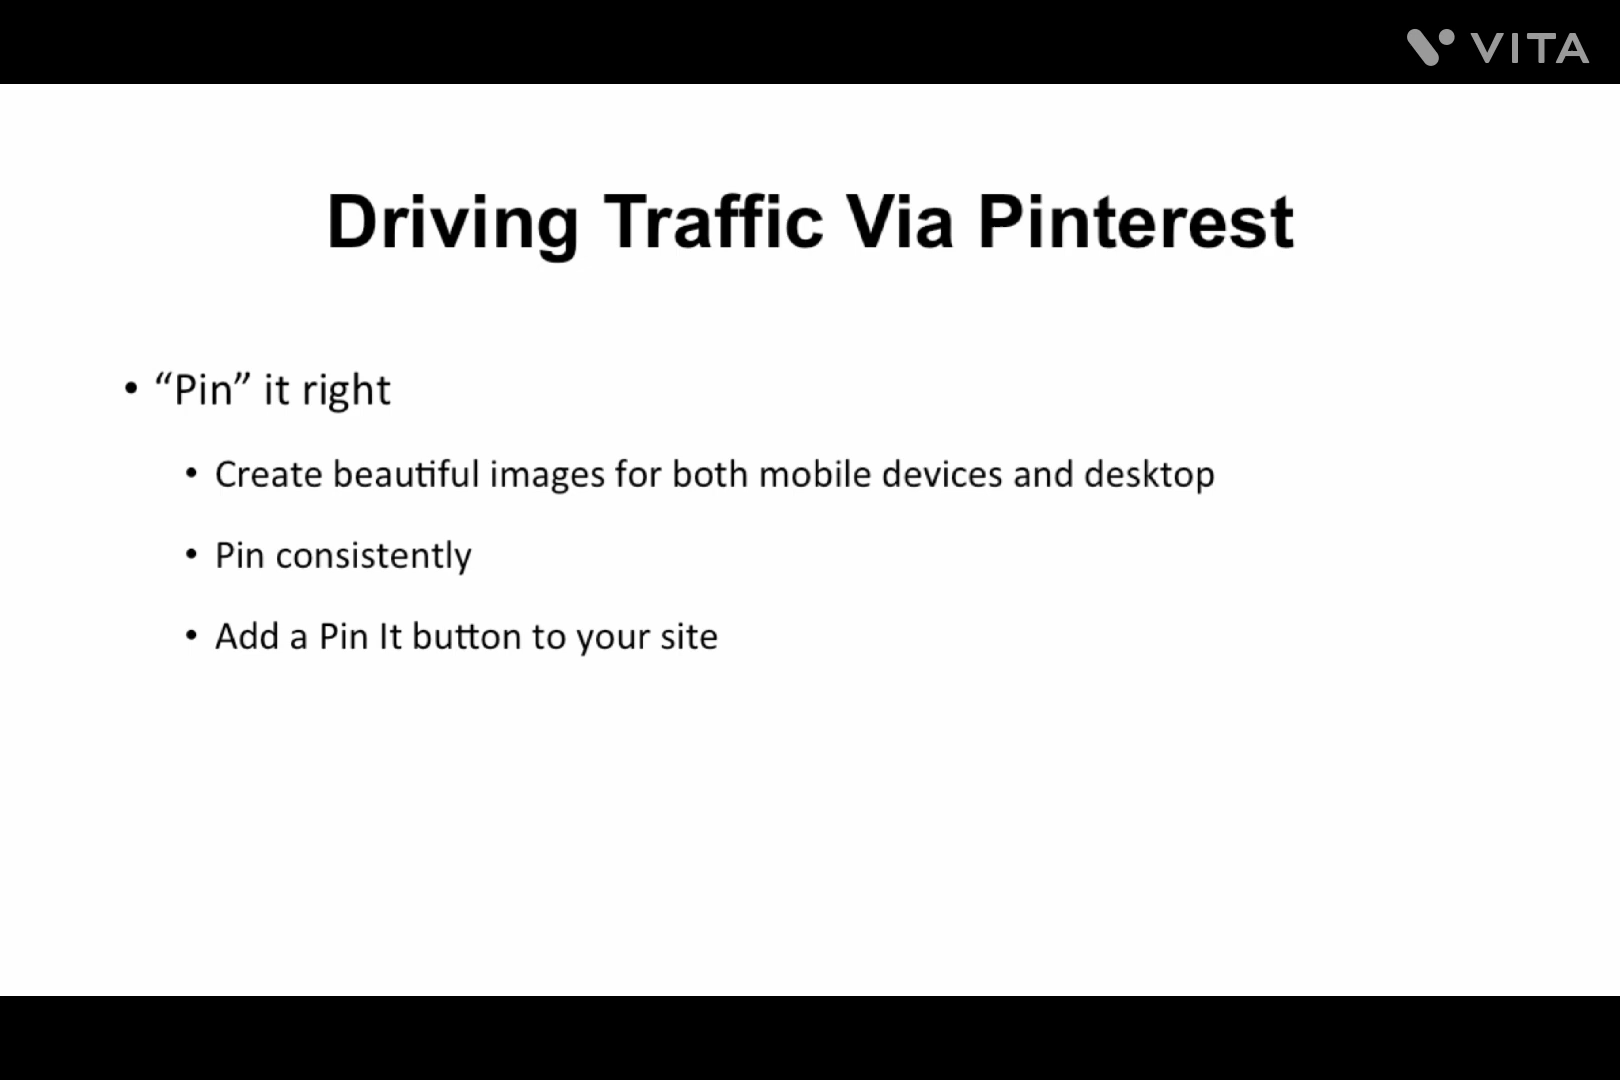 VITA
Driving Traffic Via Pinterest
• “Pin” it right
• Create beautiful images for both mobile devices and desktop
• Pin consistently
• Add a Pin It button to your site